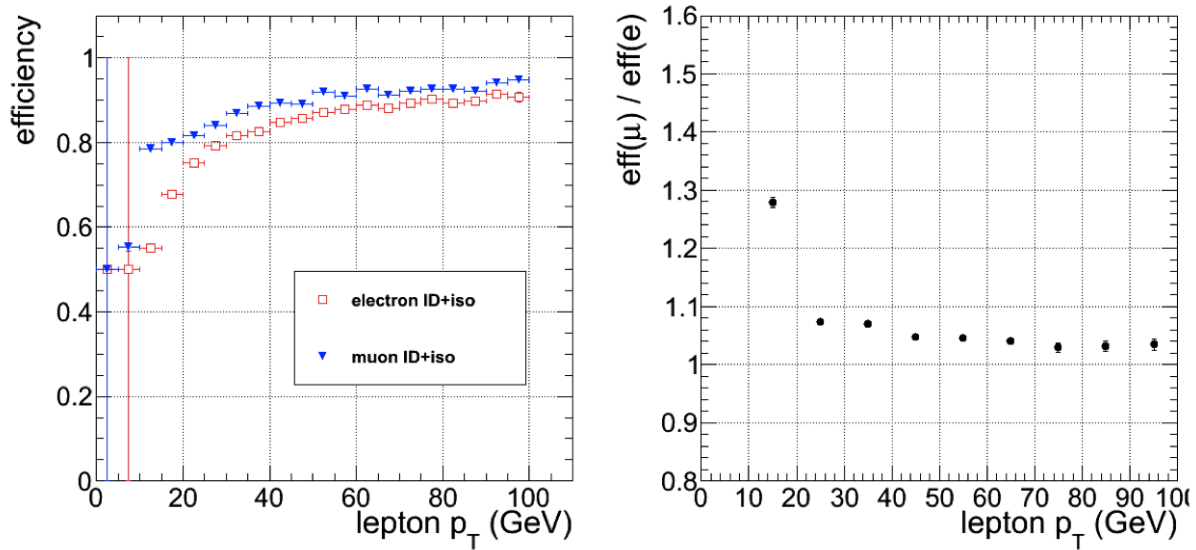 efficiency
1
0.8
0.6
0.4
0.2
0
0 20 40 60 80 100
lepton p_T (GeV)
electron ID+iso
muon ID+iso
eff(μ) / eff(e)
1.6
1.5
1.4
1.3
1.2
1.1
1
0.9
0.8
0 10 20 30 40 50 60 70 80 90 100
lepton p_T (GeV)